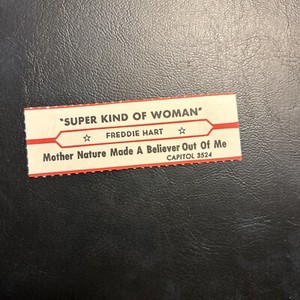 "SUPER KIND OF WOMAN"
☆ FREDDIE HART ☆
Mother Nature Made A Believer Out Of Me
CAPITOL 3524